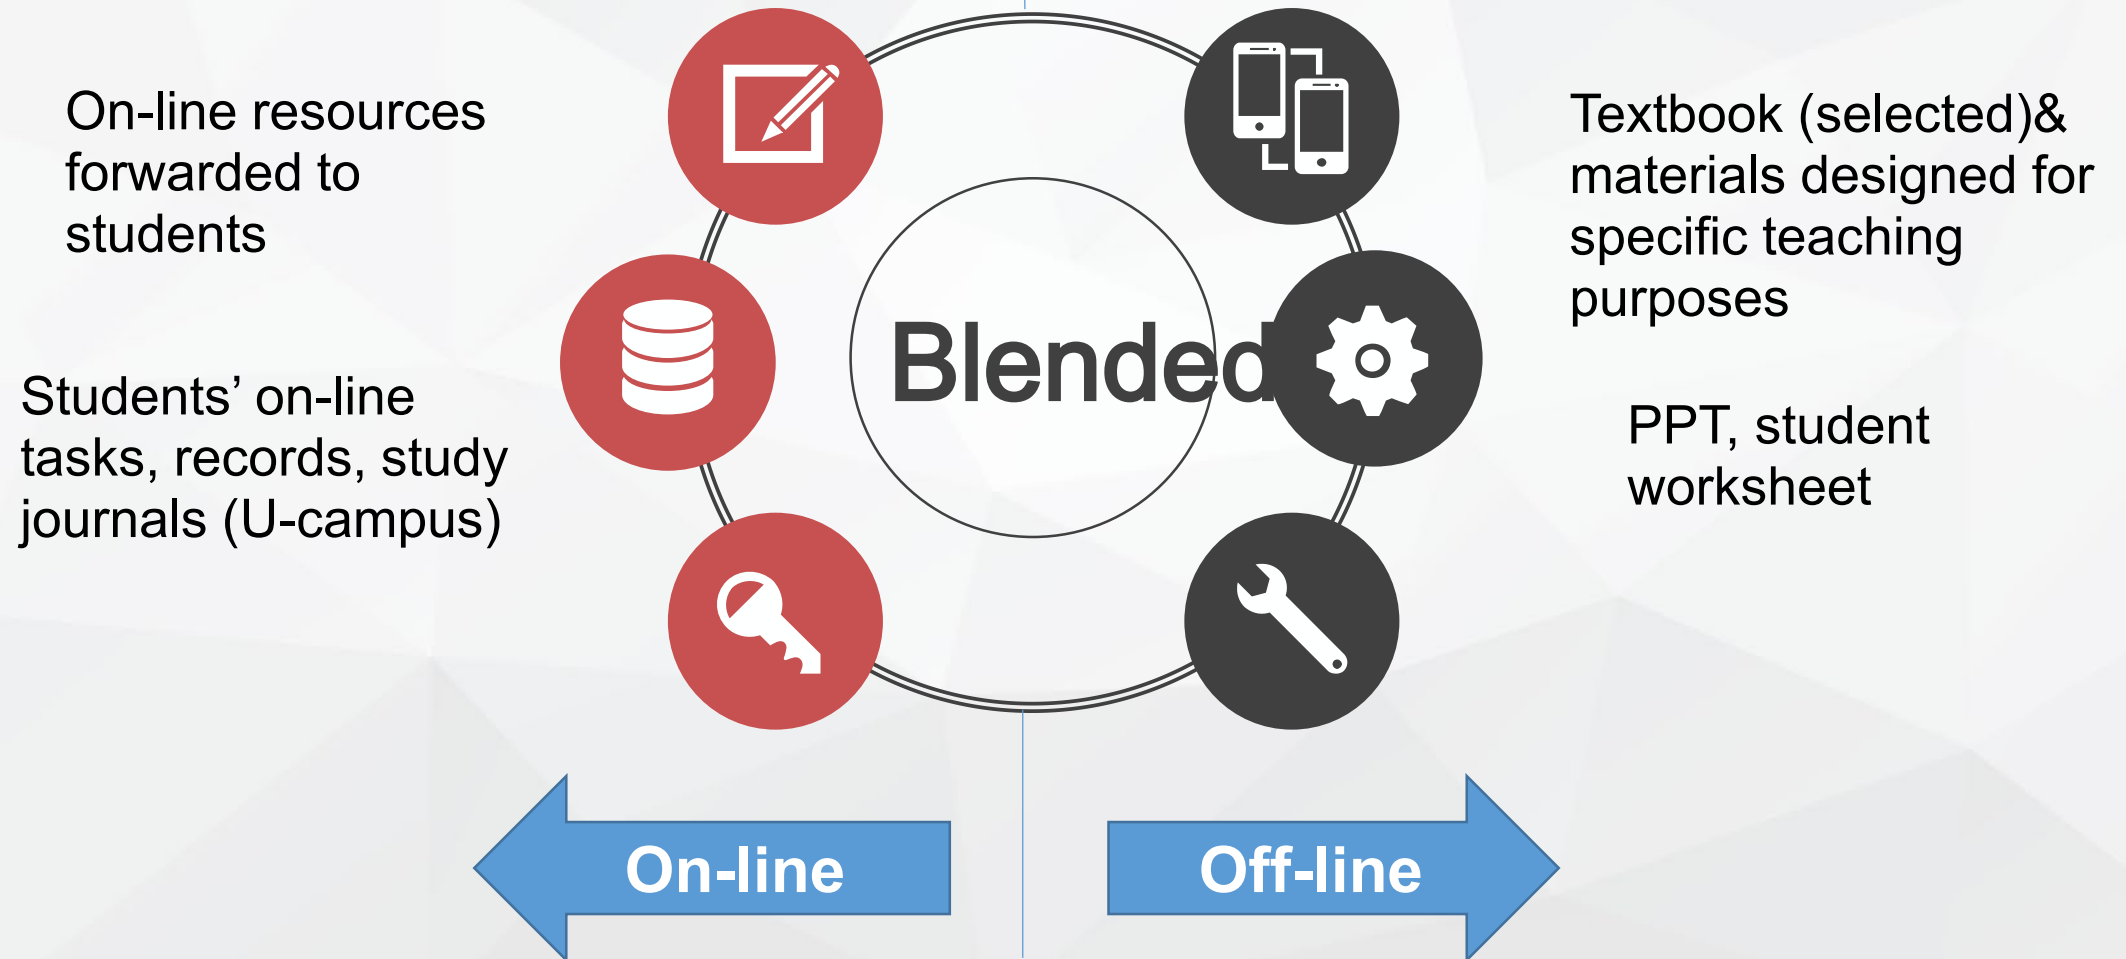 On-line resources
forwarded to
students
Students’ on-line
tasks, records, study
journals (U-campus)
Blended
Textbook (selected)&
materials designed for
specific teaching
purposes
PPT, student
worksheet
On-line
Off-line